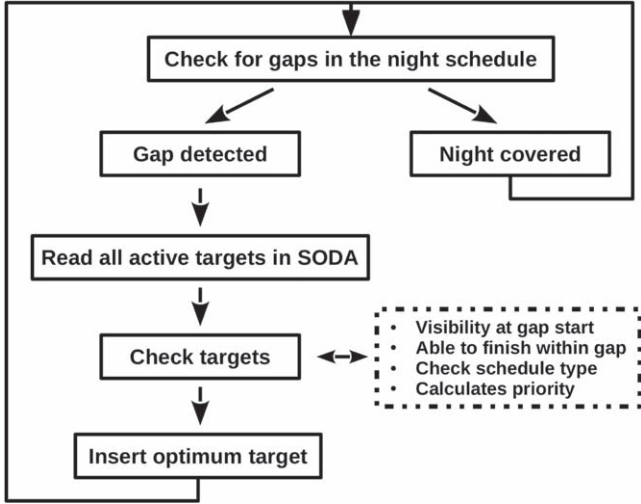 Check for gaps in the night schedule
Gap detected
Night covered
Read all active targets in SODA
Check targets
• Visibility at gap start
• Able to finish within gap
• Check schedule type
• Calculates priority
Insert optimum target